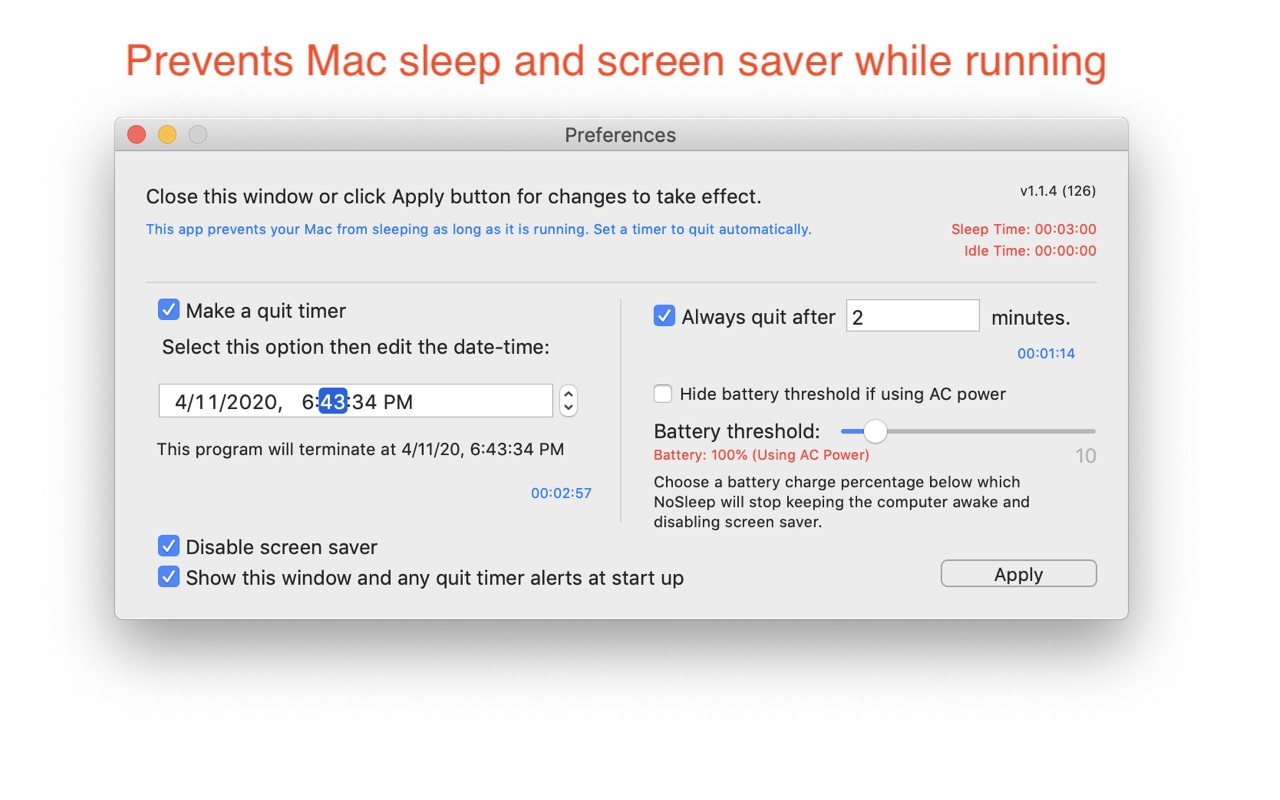 Prevents Mac sleep and screen saver while running
Preferences
Close this window or click Apply button for changes to take effect.
v1.1.4 (126)
This app prevents your Mac from sleeping as long as it is running. Set a timer to quit automatically.
Sleep Time: 00:03:00
Idle Time: 00:00:00
Make a quit timer
Select this option then edit the date-time:
4/11/2020, 6:43:34 PM
This program will terminate at 4/11/20, 6:43:34 PM
00:02:57
Always quit after 2 minutes.
00:01:14
Hide battery threshold if using AC power
Battery threshold:
Battery: 100% (Using AC Power)
10
Choose a battery charge percentage below which
NoSleep will stop keeping the computer awake and
disabling screen saver.
Disable screen saver
Show this window and any quit timer alerts at start up
Apply